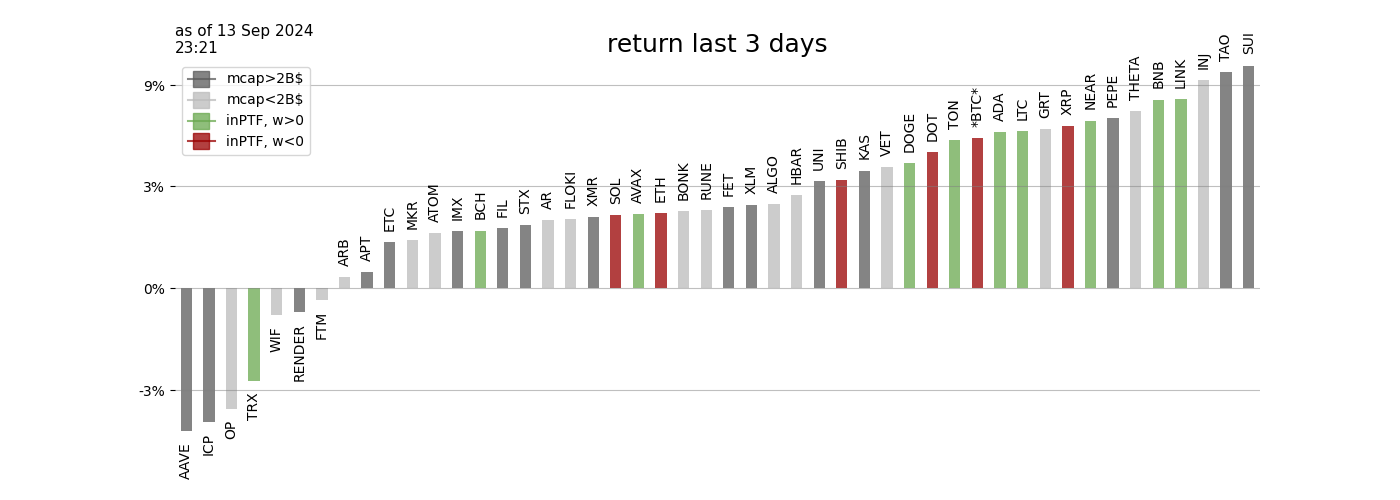 as of 13 Sep 2024
23:21
return last 3 days
mcap>2B$
mcap<2B$
inPTF, w>0
inPTF, w<0
9%
3%
0%
-3%
AAVE
ICP
OP
TRX
WIF
RENDER
FTM
ARB
APT
ETC
MKR
ATOM
IMX
BCH
FIL
STX
AR
FLOKI
XMR
SOL
AVAX
ETH
BONK
RUNE
FET
XLM
ALGO
HBAR
UNI
SHIB
KAS
VET
DOGE
DOT
TON
*BTC*
ADA
LTC
GRT
XRP
NEAR
PEPE
THETA
BNB
LINK
INJ
TAO
SUI